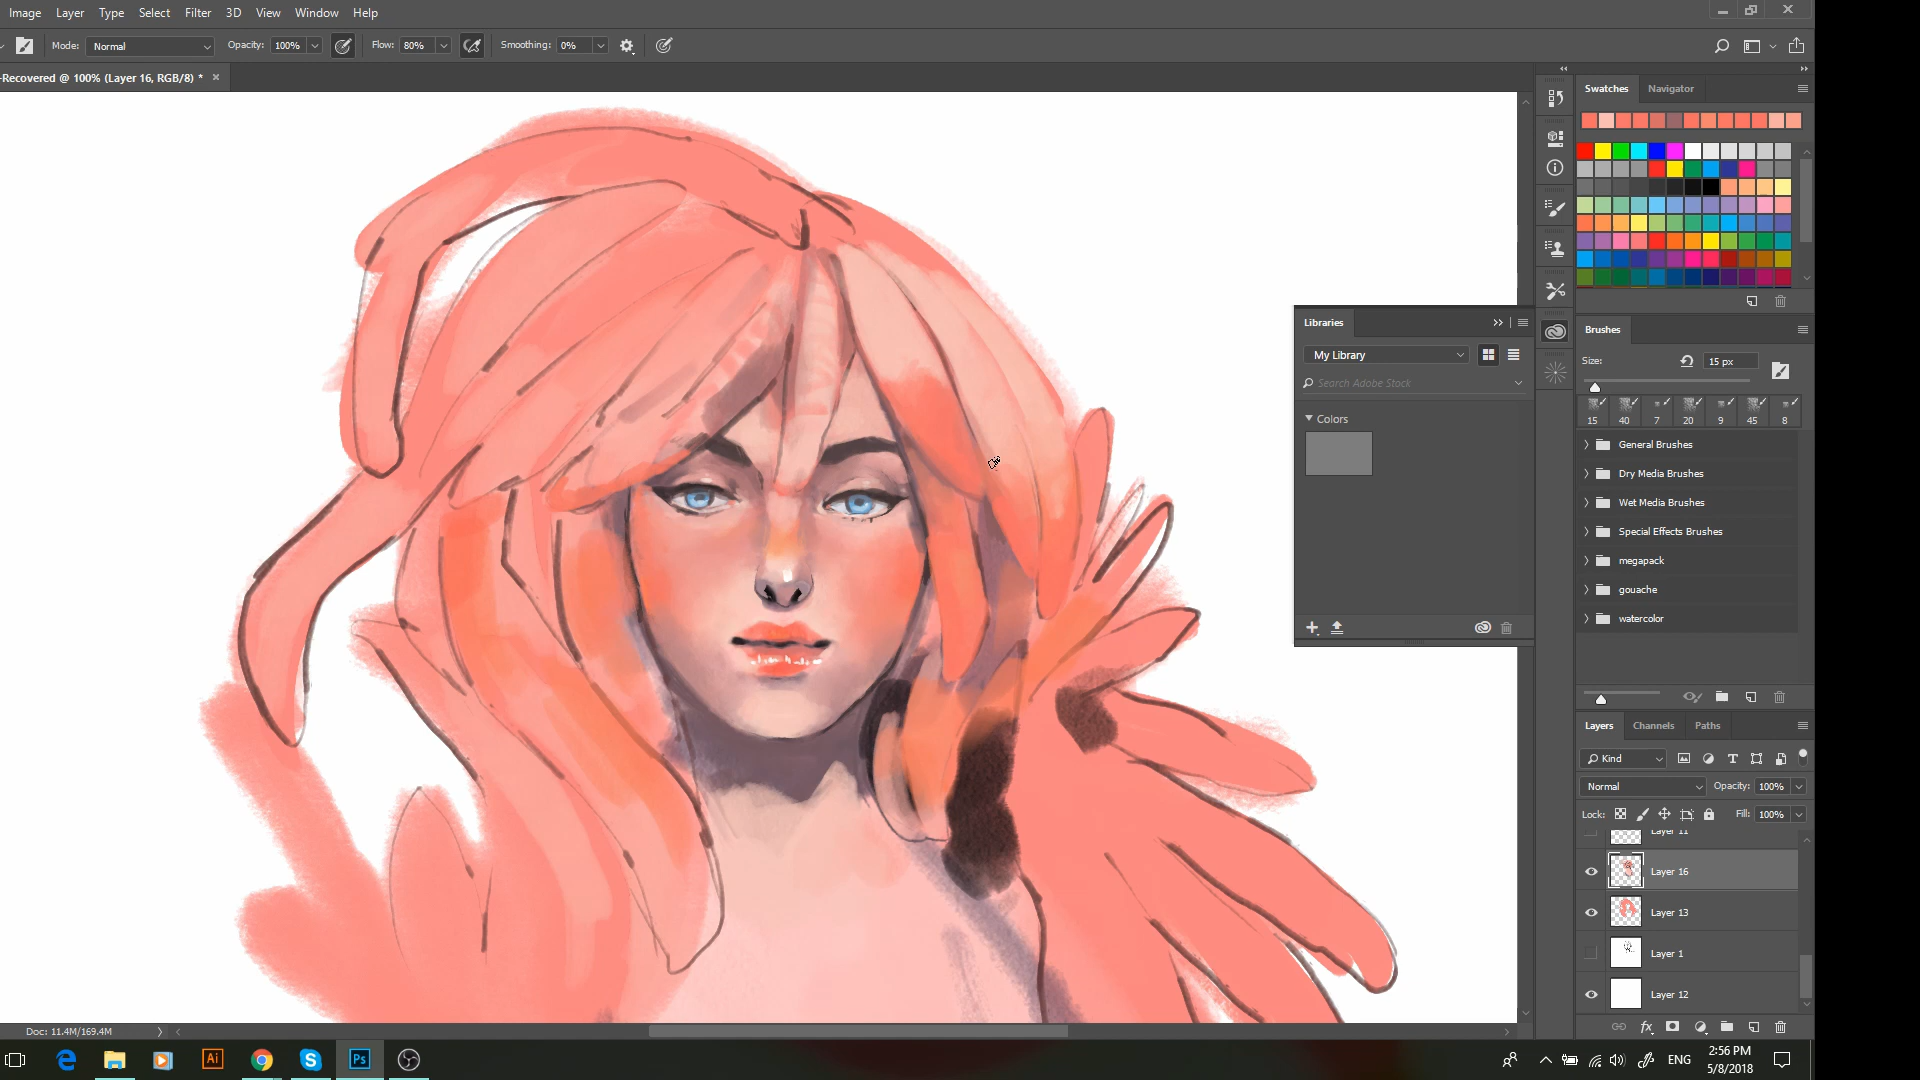 Image Layer Type Select Filter 3D View Window Help
Mode: Normal Opacity: 100% Flow: 80% Smoothing: 0%
-Recovered @ 100% (Layer 16, RGB/8) *
Swatches Navigator
Libraries
My Library
Search Adobe Stock
Colors
Brushes
Size: 15 px
15 40 7 20 9 45 8
General Brushes
Dry Media Brushes
Wet Media Brushes
Special Effects Brushes
megapack
gouache
watercolor
Layers Channels Paths
Kind
Normal Opacity: 100%
Lock: Fill: 100%
Layer 11
Layer 16
Layer 13
Layer 1
Layer 12
Doc: 11.4M/169.4M
Ai
S
Ps
ENG
2:56 PM
5/8/2018